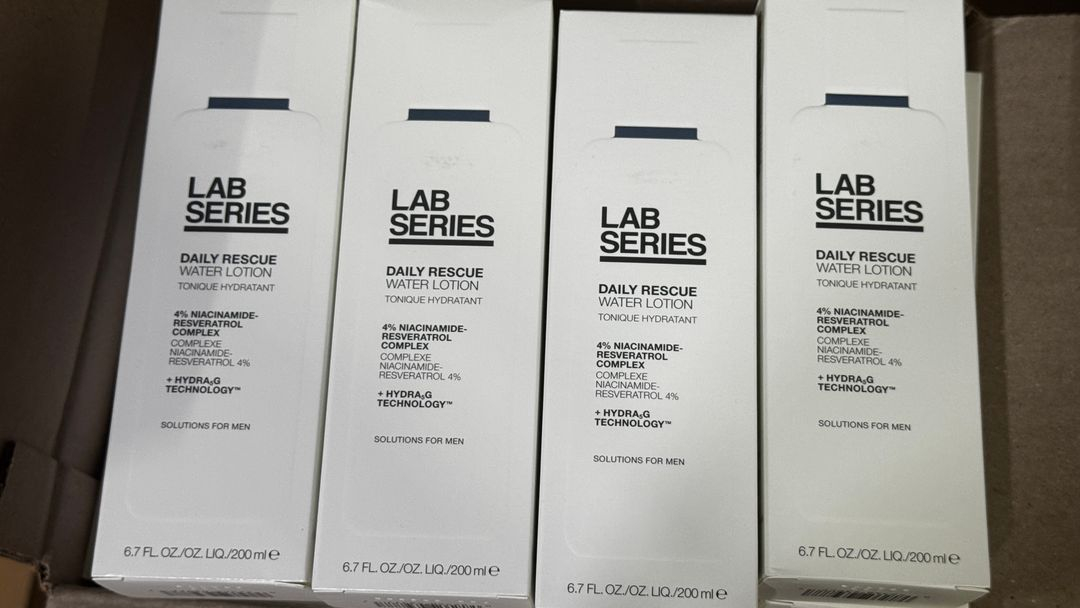 LAB
SERIES
DAILY RESCUE
WATER LOTION
TONIQUE HYDRATANT
4% NIACINAMIDE-
RESVERATROL
COMPLEX
COMPLEXE
NIACINAMIDE-
RESVERATROL 4%
+ HYDRA₅G
TECHNOLOGY™
SOLUTIONS FOR MEN
6.7 FL. OZ./OZ. LIQ./200 ml ℮
LAB
SERIES
DAILY RESCUE
WATER LOTION
TONIQUE HYDRATANT
4% NIACINAMIDE-
RESVERATROL
COMPLEX
COMPLEXE
NIACINAMIDE-
RESVERATROL 4%
+ HYDRA₅G
TECHNOLOGY™
SOLUTIONS FOR MEN
6.7 FL. OZ./OZ. LIQ./200 ml ℮
LAB
SERIES
DAILY RESCUE
WATER LOTION
TONIQUE HYDRATANT
4% NIACINAMIDE-
RESVERATROL
COMPLEX
COMPLEXE
NIACINAMIDE-
RESVERATROL 4%
+ HYDRA₅G
TECHNOLOGY™
SOLUTIONS FOR MEN
6.7 FL. OZ./OZ. LIQ./200 ml ℮
LAB
SERIES
DAILY RESCUE
WATER LOTION
TONIQUE HYDRATANT
4% NIACINAMIDE-
RESVERATROL
COMPLEX
COMPLEXE
NIACINAMIDE-
RESVERATROL 4%
+ HYDRA₅G
TECHNOLOGY™
SOLUTIONS FOR MEN
6.7 FL. OZ./OZ. LIQ./200 ml ℮